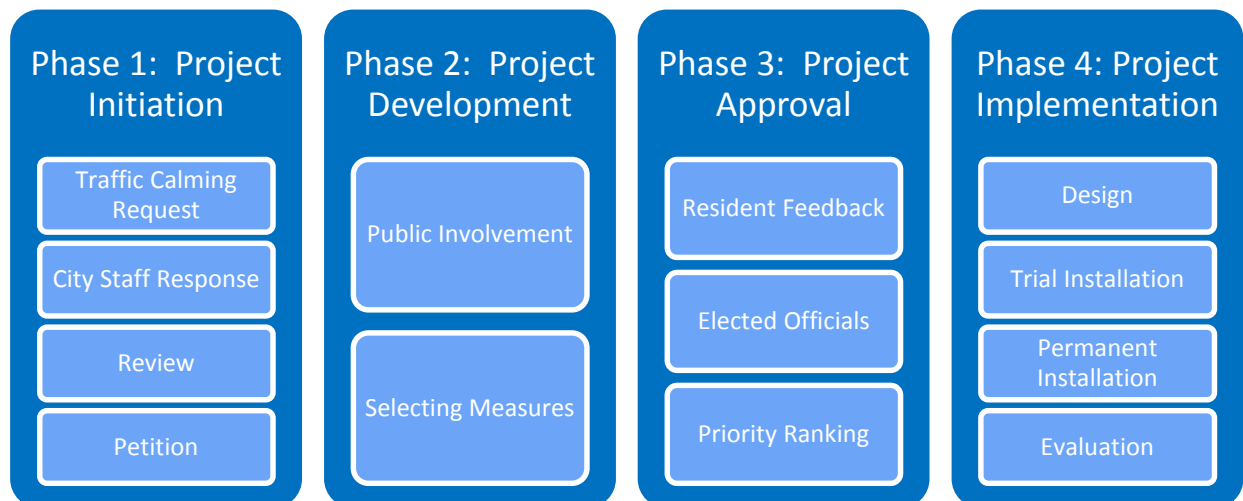 Phase 1:  Project
Initiation
Traffic Calming
Request
City Staff Response
Review
Petition
Phase 2:  Project
Development
Public Involvement
Selecting Measures
Phase 3:  Project
Approval
Resident Feedback
Elected Officials
Priority Ranking
Phase 4: Project
Implementation
Design
Trial Installation
Permanent
Installation
Evaluation